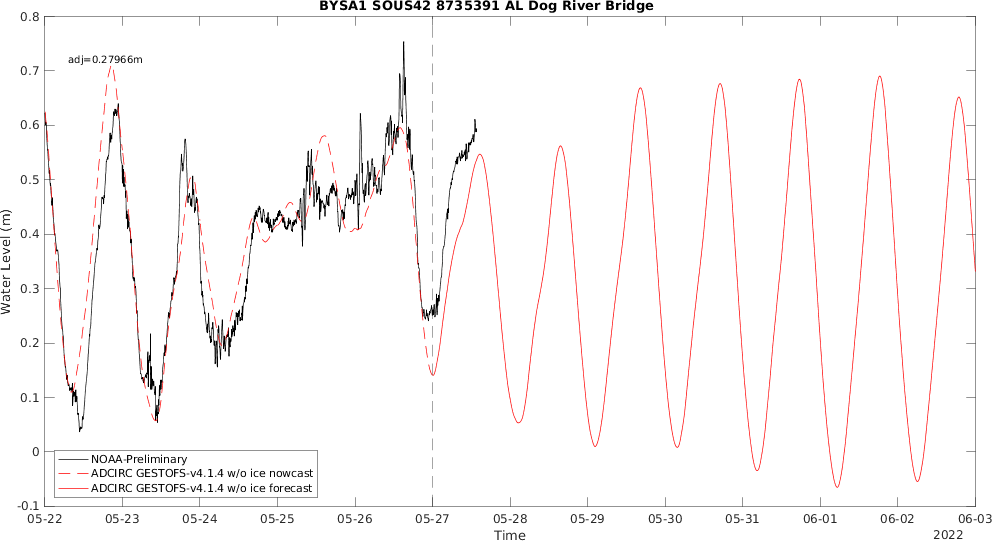 BYSA1 SOUS42 8735391 AL Dog River Bridge
adj=0.27966m
0.8
0.7
0.6
0.5
0.4
0.3
0.2
0.1
0
-0.1
Water Level (m)
NOAA-Preliminary
ADCIRC GESTOFS-v4.1.4 w/o ice nowcast
ADCIRC GESTOFS-v4.1.4 w/o ice forecast
05-22 05-23 05-24 05-25 05-26 05-27 05-28 05-29 05-30 05-31 06-01 06-02 06-03
Time
2022